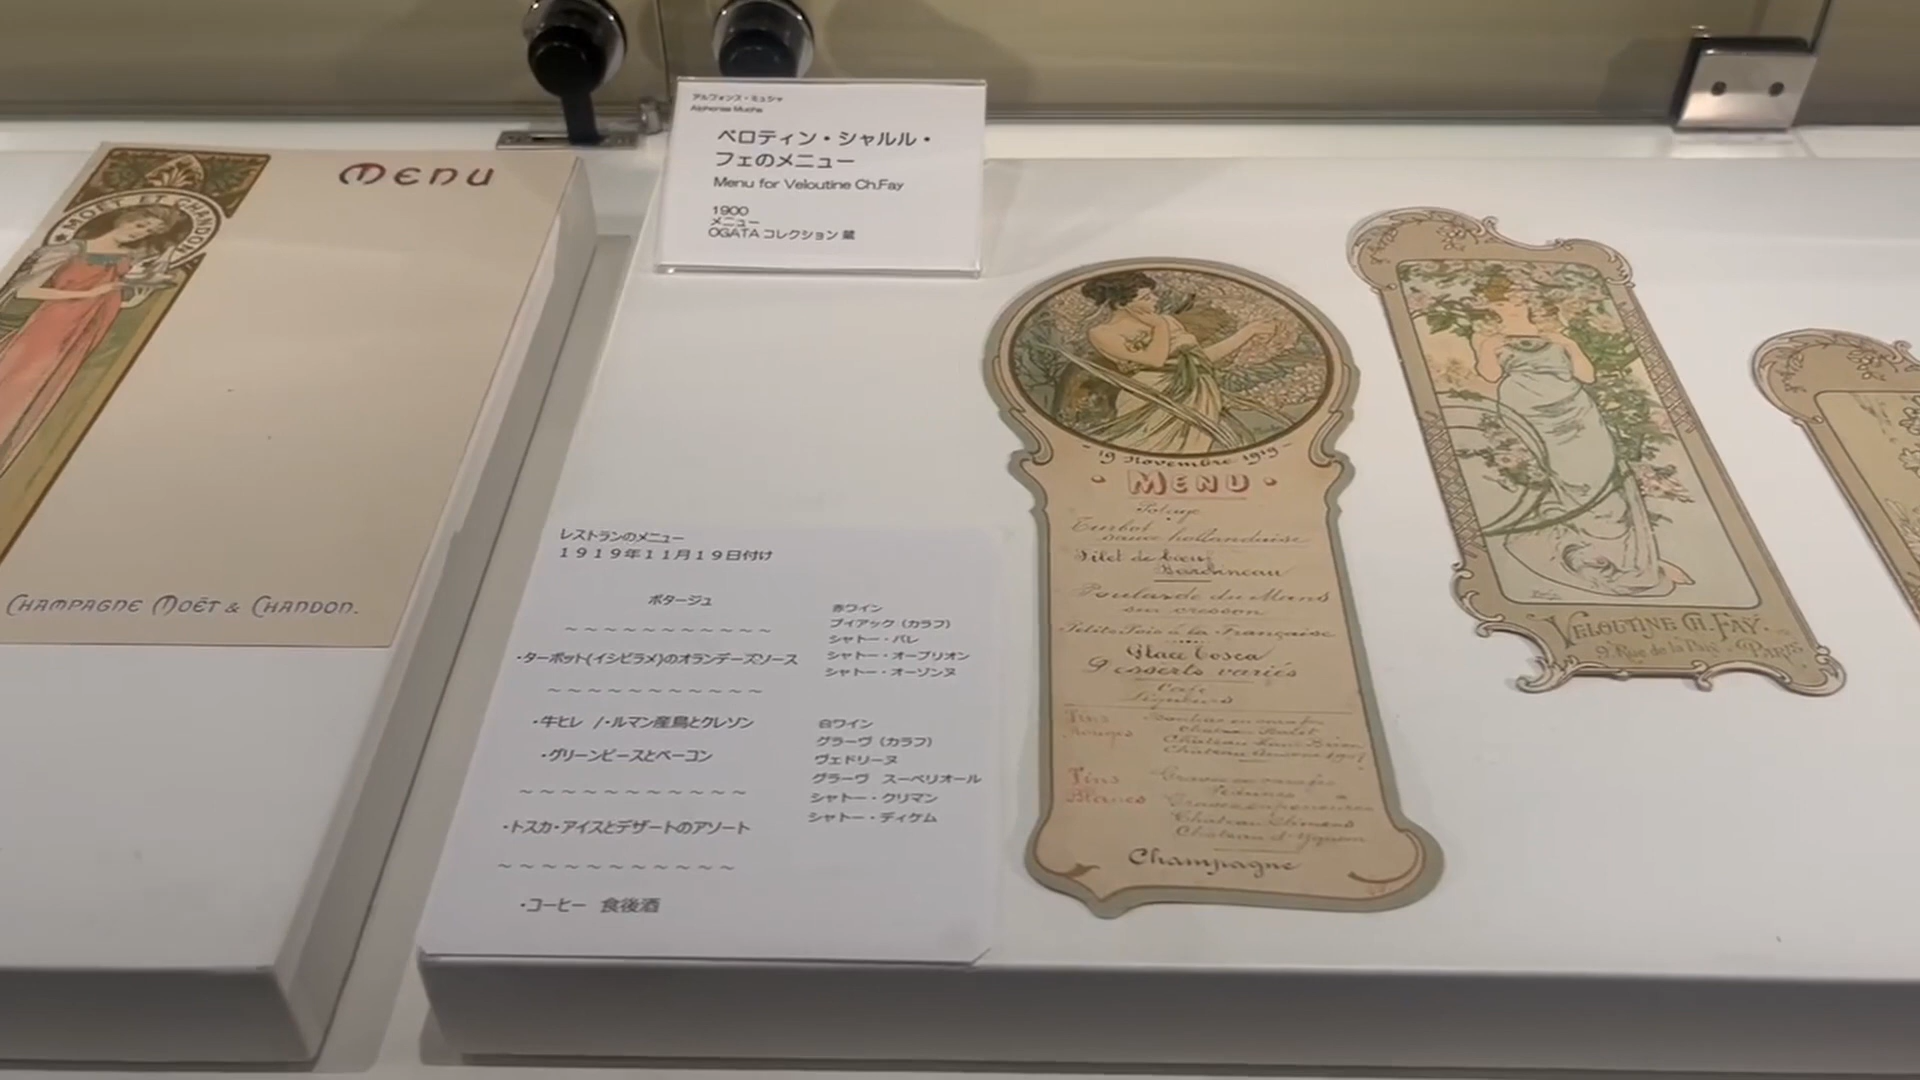 MENU
MOËT ET CHANDON
CHAMPAGNE MOËT & CHANDON.
アルフォンス・ミュシャ
Alphonse Mucha
ベロティン・シャルル・
フェのメニュー
Menu for Veloutine Ch.Fay
1900
メニュー
OGATA コレクション 蔵
レストランのメニュー
１９１９年１１月１９日付け
ポタージュ
～～～～～～～～～～～
・ターボット(イシビラメ)のオランデーズソース
～～～～～～～～～～～
・牛ヒレ /・ルマン産鳥とクレソン
・グリーンピースとベーコン
～～～～～～～～～～～
・トスカ・アイスとデザートのアソート
～～～～～～～～～～～～
・コーヒー 食後酒
赤ワイン
プイアック（カラフ）
シャトー・パレ
シャトー・オーブリオン
シャトー・オーゾンヌ
白ワイン
グラーヴ（カラフ）
ヴェドリーヌ
グラーヴ スーペリオール
シャトー・クリマン
シャトー・ディケム
19 Novembre 1919
MENU
Potage
Turbot
sauce hollandaise
Filet de bœuf
Poularde du Mans
sur cresson
Petits Pois à la Française
Glace Tosca
Desserts variés
Café
Liqueurs
Vins
Rouges
Vins
Blancs
Château d'Yquem
Champagne
VELOUTINE CH. FAY.
9, Rue de la Paix. PARIS.